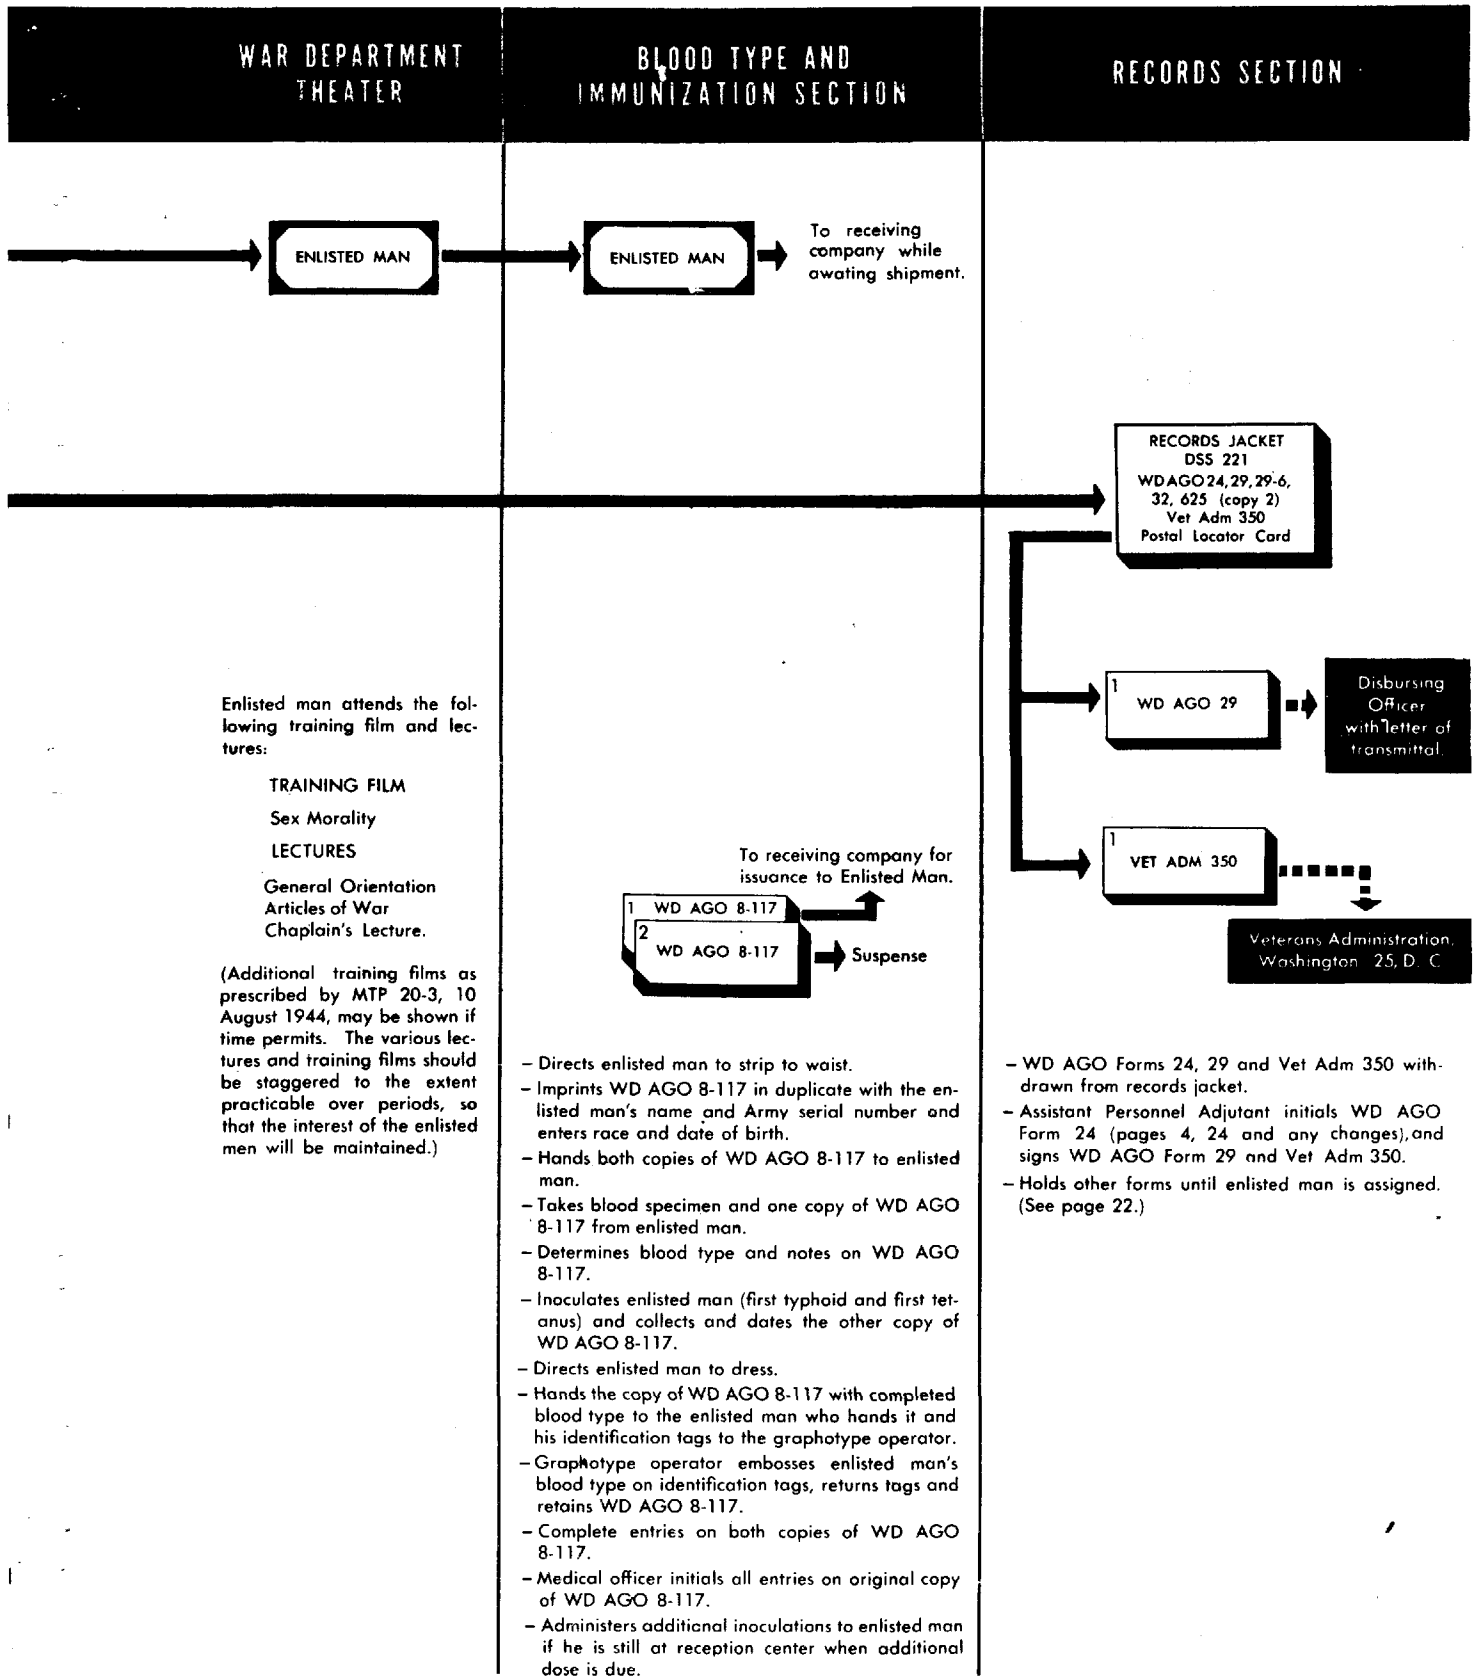 WAR DEPARTMENT
THEATER
BLOOD TYPE AND
IMMUNIZATION SECTION
RECORDS SECTION
ENLISTED MAN
ENLISTED MAN
To receiving
company while
awating shipment.
RECORDS JACKET
DSS 221
WD AGO 24, 29, 29-6,
32, 625 (copy 2)
Vet Adm 350
Postal Locator Card
1
WD AGO 29
Disbursing
Officer
with letter of
transmittal.
1
VET ADM 350
Veterans Administration,
Washington 25, D. C.
Enlisted man attends the fol-
lowing training film and lec-
tures:
TRAINING FILM
Sex Morality
LECTURES
General Orientation
Articles of War
Chaplain's Lecture.
(Additional training films as
prescribed by MTP 20-3, 10
August 1944, may be shown if
time permits. The various lec-
tures and training films should
be staggered to the extent
practicable over periods, so
that the interest of the enlisted
men will be maintained.)
To receiving company for
issuance to Enlisted Man.
1 WD AGO 8-117
2
WD AGO 8-117
Suspense
– Directs enlisted man to strip to waist.
– Imprints WD AGO 8-117 in duplicate with the en-
listed man's name and Army serial number and
enters race and date of birth.
– Hands both copies of WD AGO 8-117 to enlisted
man.
– Takes blood specimen and one copy of WD AGO
8-117 from enlisted man.
– Determines blood type and notes on WD AGO
8-117.
– Inoculates enlisted man (first typhoid and first tet-
anus) and collects and dates the other copy of
WD AGO 8-117.
– Directs enlisted man to dress.
– Hands the copy of WD AGO 8-117 with completed
blood type to the enlisted man who hands it and
his identification tags to the graphotype operator.
– Graphotype operator embosses enlisted man's
blood type on identification tags, returns tags and
retains WD AGO 8-117.
– Complete entries on both copies of WD AGO
8-117.
– Medical officer initials all entries on original copy
of WD AGO 8-117.
– Administers additional inoculations to enlisted man
if he is still at reception center when additional
dose is due.
– WD AGO Forms 24, 29 and Vet Adm 350 with-
drawn from records jacket.
– Assistant Personnel Adjutant initials WD AGO
Form 24 (pages 4, 24 and any changes), and
signs WD AGO Form 29 and Vet Adm 350.
– Holds other forms until enlisted man is assigned.
(See page 22.)